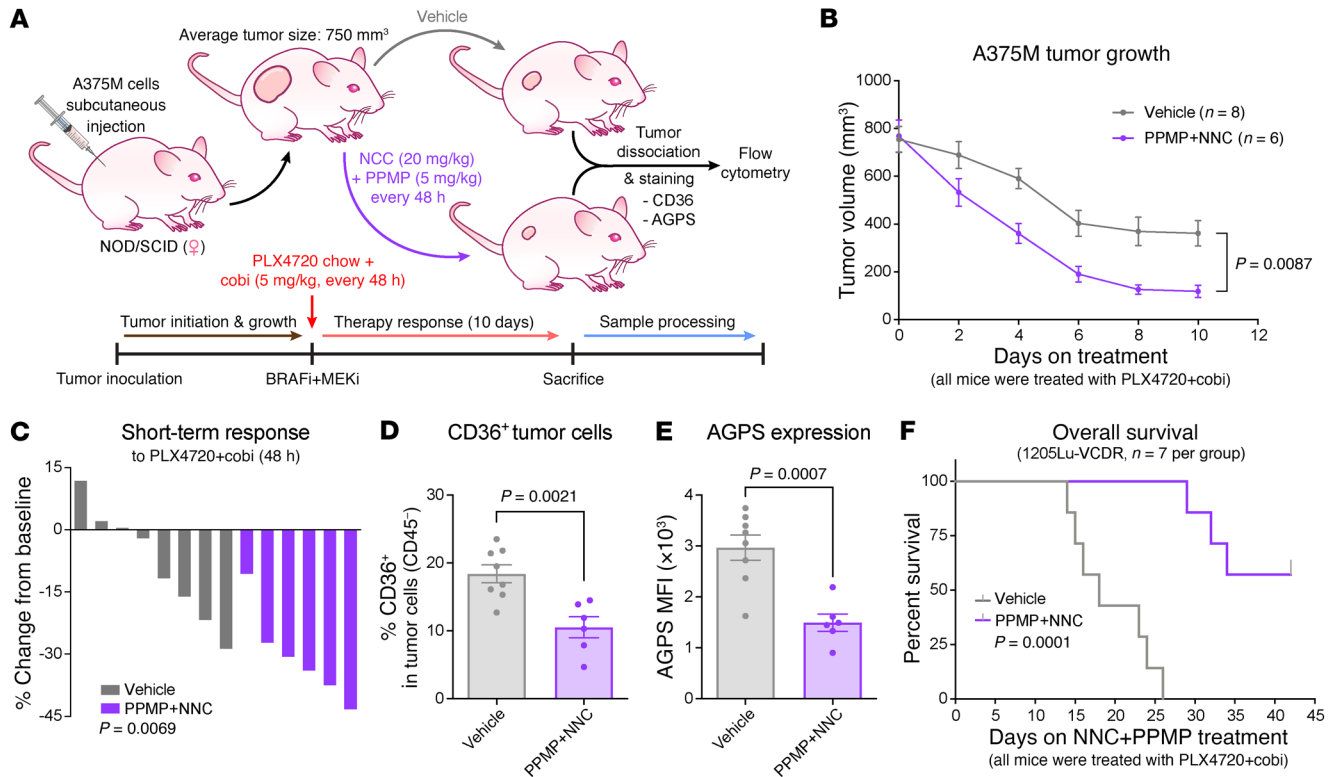 A
Average tumor size: 750 mm³
Vehicle
A375M cells
subcutaneous
injection
NOD/SCID (♀)
NCC (20 mg/kg)
+ PPMP (5 mg/kg)
every 48 h
Tumor
dissociation
& staining
- CD36
- AGPS
Flow
cytometry
PLX4720 chow +
cobi (5 mg/kg, every 48 h)
Tumor initiation & growth
Therapy response (10 days)
Sample processing
Tumor inoculation
BRAFi+MEKi
Sacrifice
B
A375M tumor growth
Tumor volume (mm³)
1000
800
600
400
200
0
Vehicle (n = 8)
PPMP+NNC (n = 6)
P = 0.0087
0 2 4 6 8 10 12
Days on treatment
(all mice were treated with PLX4720+cobi)
C
Short-term response
to PLX4720+cobi (48 h)
% Change from baseline
15
0
-15
-30
-45
Vehicle
PPMP+NNC
P = 0.0069
D
CD36⁺ tumor cells
% CD36⁺
in tumor cells (CD45⁻)
30
20
10
0
P = 0.0021
Vehicle
PPMP+NNC
E
AGPS expression
AGPS MFI (×10³)
4
3
2
1
0
P = 0.0007
Vehicle
PPMP+NNC
F
Overall survival
(1205Lu-VCDR, n = 7 per group)
Percent survival
100
75
50
25
0
Vehicle
PPMP+NNC
P = 0.0001
0 5 10 15 20 25 30 35 40 45
Days on NNC+PPMP treatment
(all mice were treated with PLX4720+cobi)